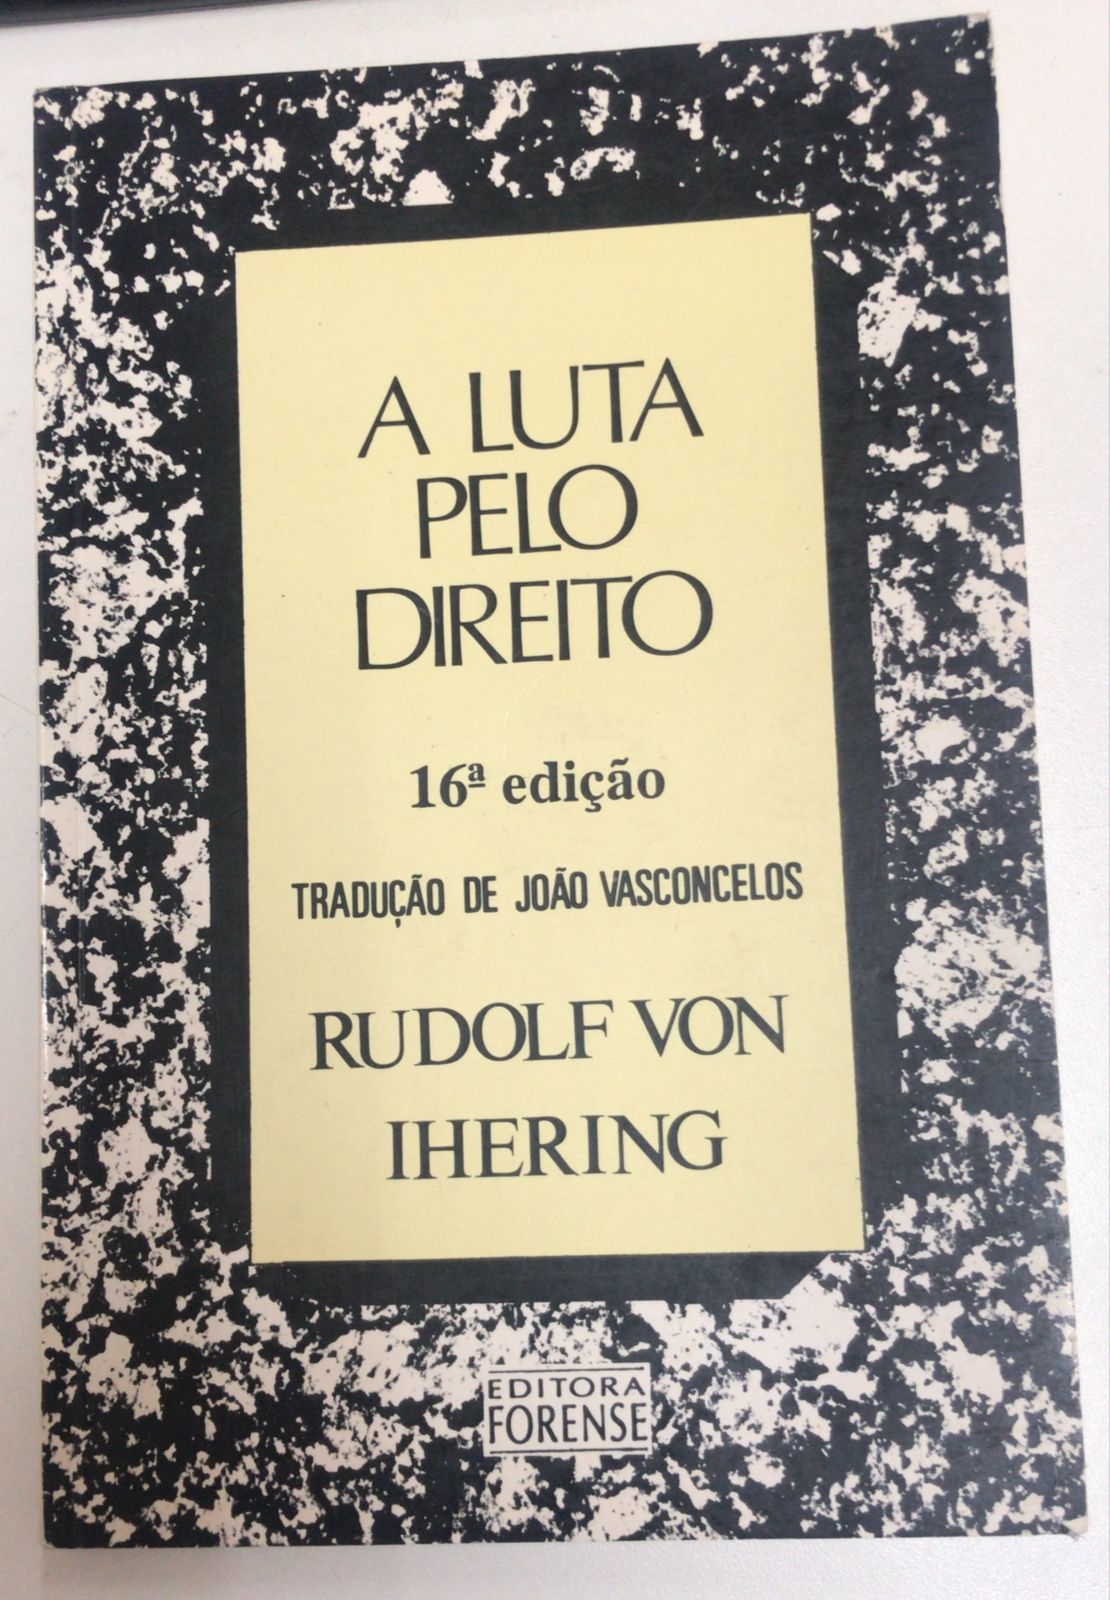 A LUTA
PELO
DIREITO
16ª edição
TRADUÇÃO DE JOÃO VASCONCELOS
RUDOLF VON
IHERING
EDITORA
FORENSE